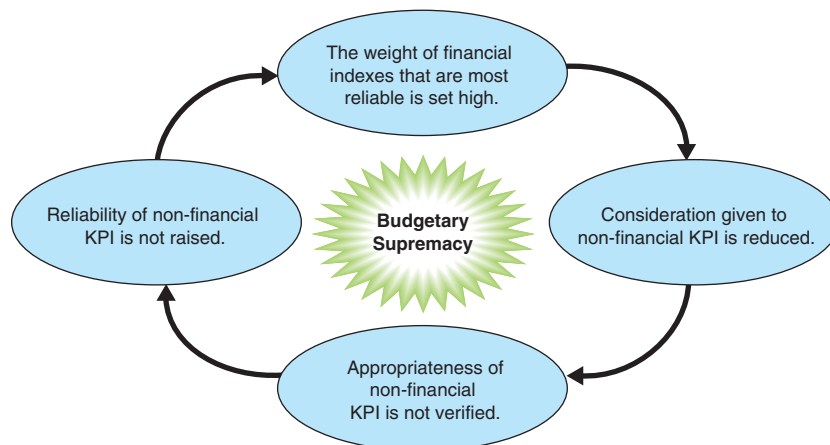 The weight of financial
indexes that are most
reliable is set high.
Reliability of non-financial
KPI is not raised.
Budgetary
Supremacy
Consideration given to
non-financial KPI is reduced.
Appropriateness of
non-financial
KPI is not verified.